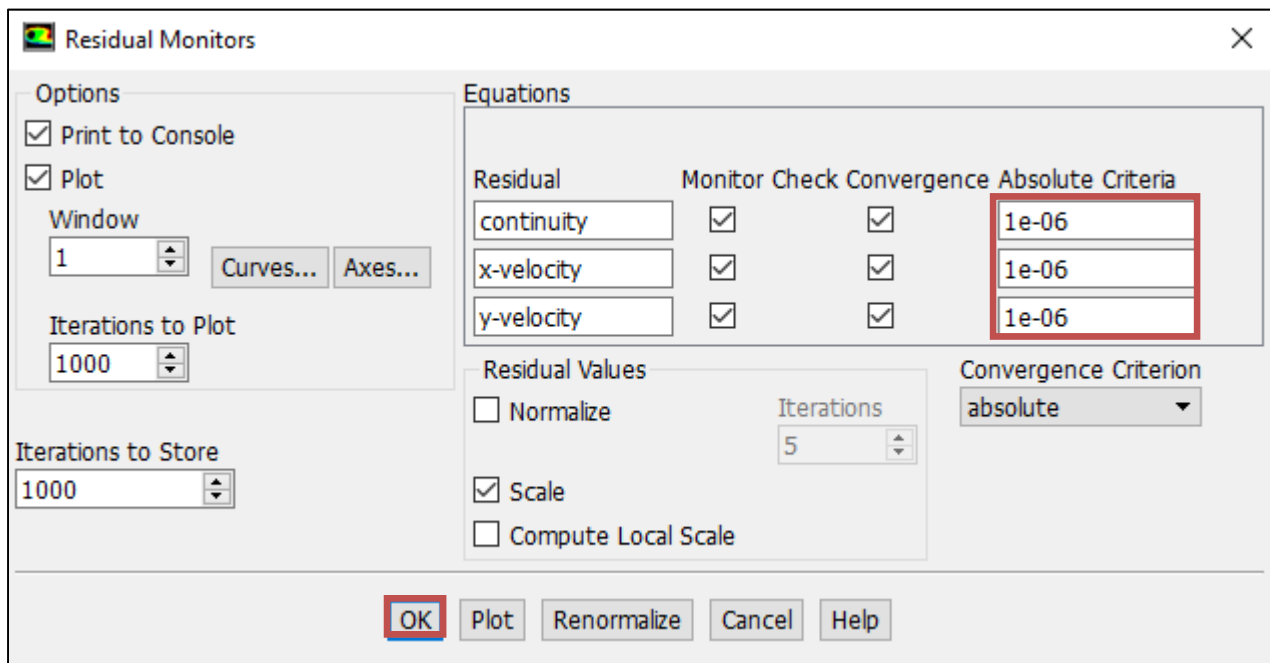 Residual Monitors
Options
Print to Console
Plot
Window
1
Curves... Axes...
Iterations to Plot
1000
Iterations to Store
1000
Equations
Residual Monitor Check Convergence Absolute Criteria
continuity 1e-06
x-velocity 1e-06
y-velocity 1e-06
Residual Values
Normalize
Iterations
5
Scale
Compute Local Scale
Convergence Criterion
absolute
OK Plot Renormalize Cancel Help